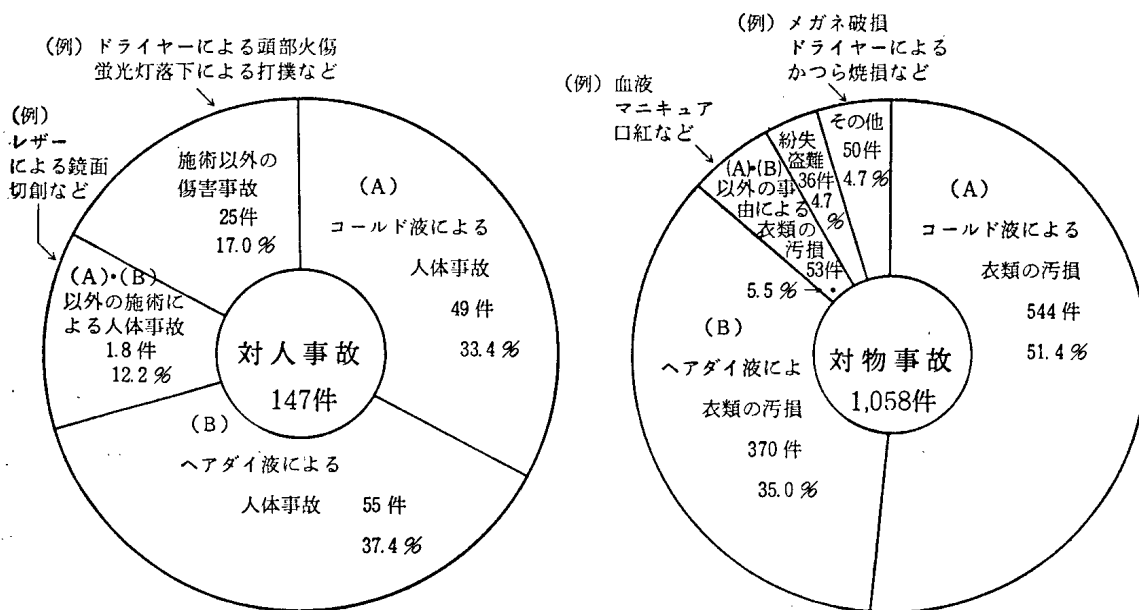 (例) ドライヤーによる頭部火傷
蛍光灯落下による打撲など
(例)
レザー
による鏡面
切創など
施術以外の
傷害事故
25件
17.0%
(A)
コールド液による
人体事故
49件
33.4%
(A)・(B)
以外の施術に
よる人体事故
1.8件
12.2%
対人事故
147件
(B)
ヘアダイ液による
人体事故 55件
37.4%
(例) メガネ破損
ドライヤーによる
かつら焼損など
(例) 血液
マニキュア
口紅など
その他
50件
4.7%
紛失
盗難
36件
4.7
%
(A)・(B)
以外の事
由による
衣類の
汚損
53件
5.5%→・
(A)
コールド液による
衣類の汚損
544件
51.4%
(B)
ヘアダイ液によ
衣類の汚損
370件
35.0%
対物事故
1,058件